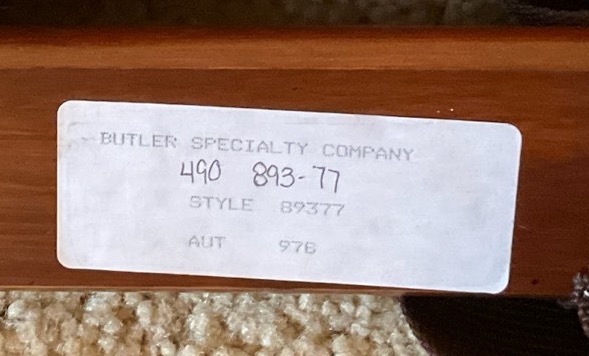 BUTLER SPECIALTY COMPANY
490 893-77
STYLE 89377
AUT 976